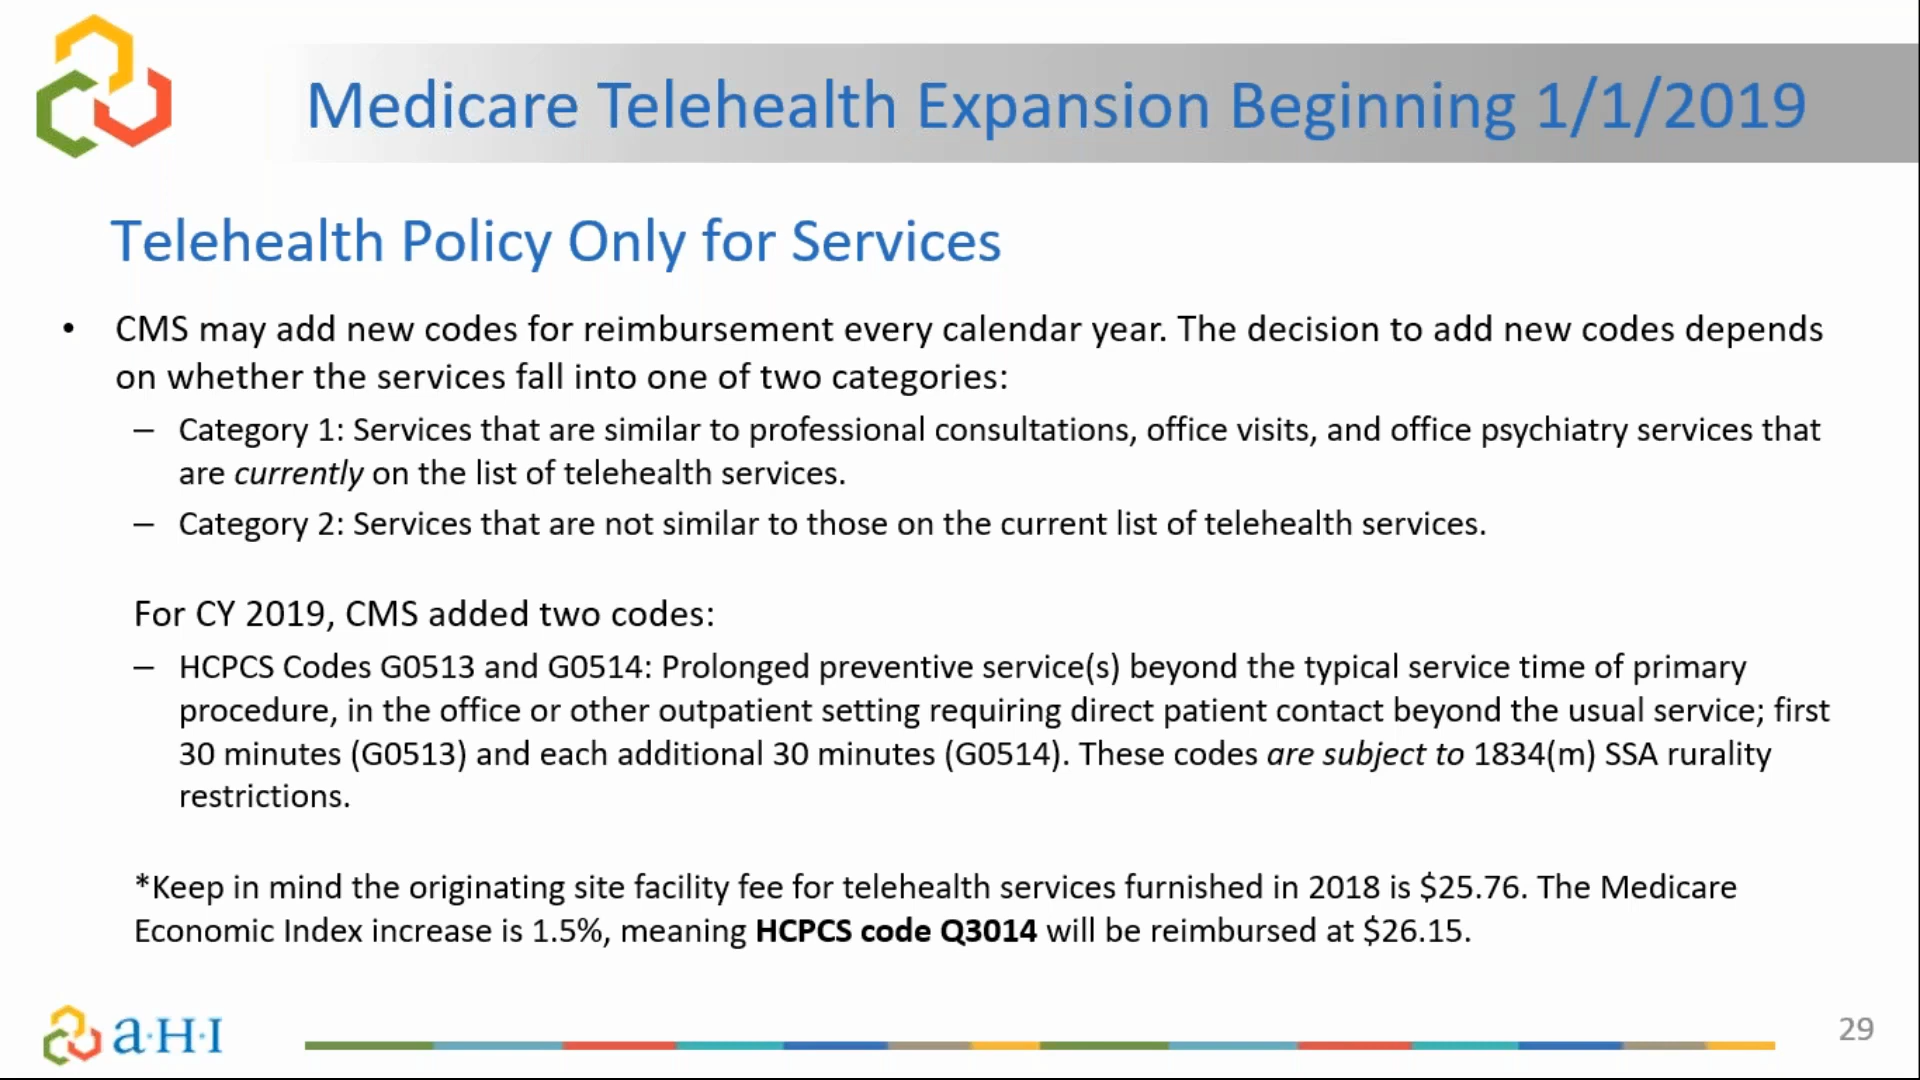 Medicare Telehealth Expansion Beginning 1/1/2019
Telehealth Policy Only for Services
• CMS may add new codes for reimbursement every calendar year. The decision to add new codes depends
on whether the services fall into one of two categories:
– Category 1: Services that are similar to professional consultations, office visits, and office psychiatry services that
are currently on the list of telehealth services.
– Category 2: Services that are not similar to those on the current list of telehealth services.
For CY 2019, CMS added two codes:
– HCPCS Codes G0513 and G0514: Prolonged preventive service(s) beyond the typical service time of primary
procedure, in the office or other outpatient setting requiring direct patient contact beyond the usual service; first
30 minutes (G0513) and each additional 30 minutes (G0514). These codes are subject to 1834(m) SSA rurality
restrictions.
*Keep in mind the originating site facility fee for telehealth services furnished in 2018 is $25.76. The Medicare
Economic Index increase is 1.5%, meaning HCPCS code Q3014 will be reimbursed at $26.15.
a·H·I
29